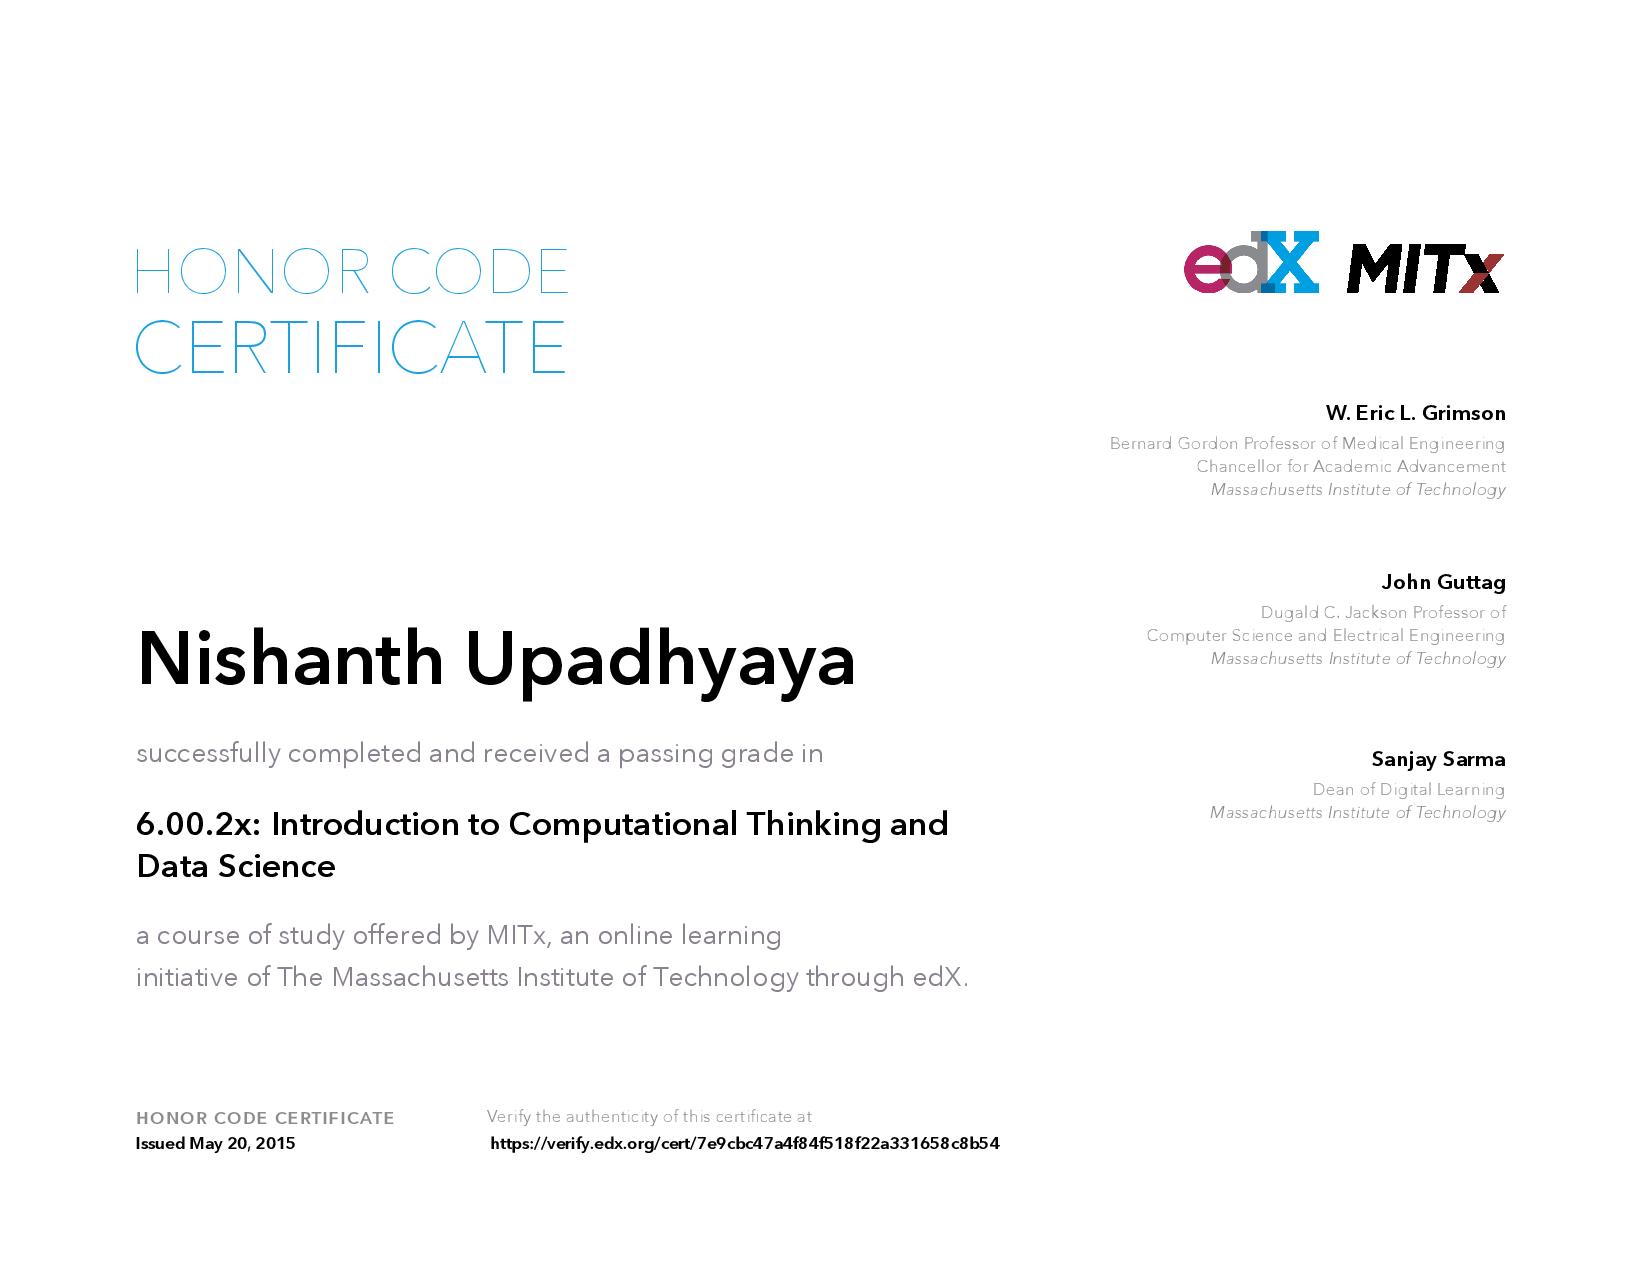 HONOR CODE
CERTIFICATE
edX MITx
W. Eric L. Grimson
Bernard Gordon Professor of Medical Engineering
Chancellor for Academic Advancement
Massachusetts Institute of Technology
John Guttag
Dugald C. Jackson Professor of
Computer Science and Electrical Engineering
Massachusetts Institute of Technology
Sanjay Sarma
Dean of Digital Learning
Massachusetts Institute of Technology
Nishanth Upadhyaya
successfully completed and received a passing grade in
6.00.2x: Introduction to Computational Thinking and
Data Science
a course of study offered by MITx, an online learning
initiative of The Massachusetts Institute of Technology through edX.
HONOR CODE CERTIFICATE
Issued May 20, 2015
Verify the authenticity of this certificate at
https://verify.edx.org/cert/7e9cbc47a4f84f518f22a331658c8b54